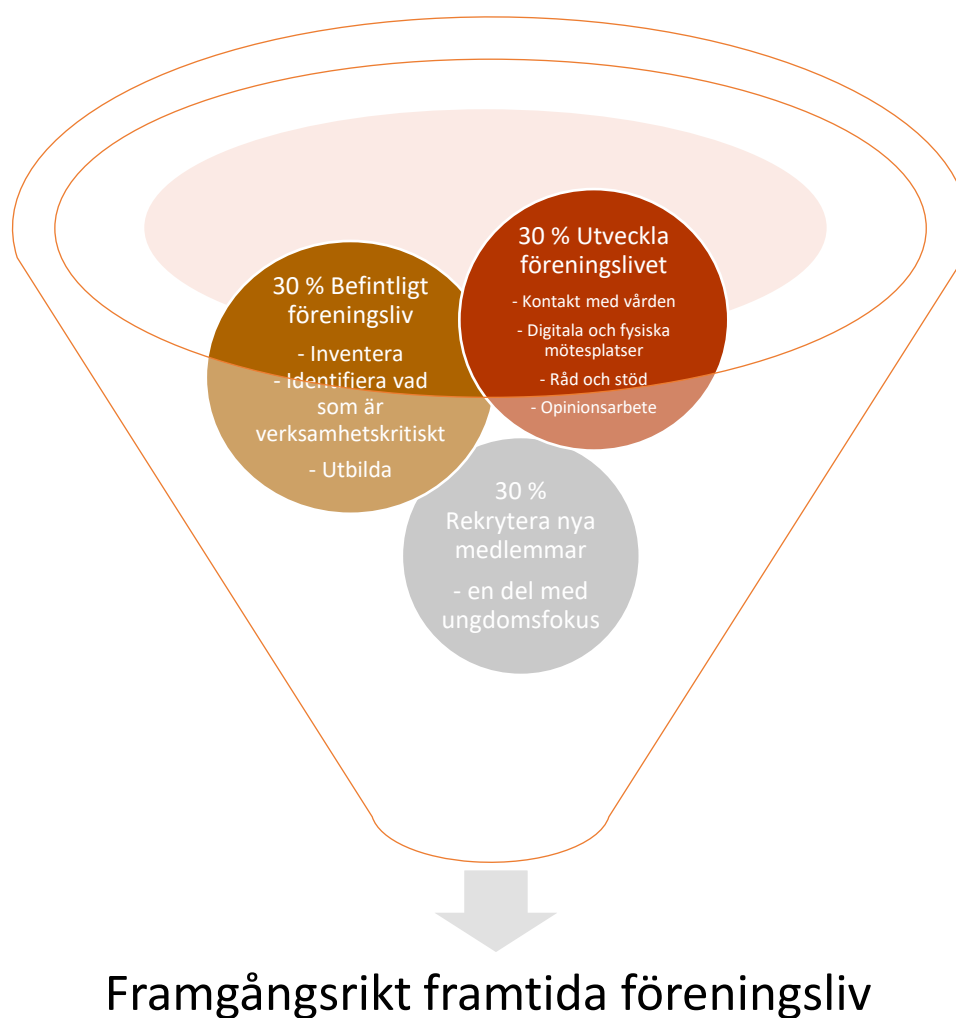 30 % Befintligt
föreningsliv
- Inventera
- Identifiera vad
som är
verksamhetskritiskt
- Utbilda
30 % Utveckla
föreningslivet
- Kontakt med vården
- Digitala och fysiska
mötesplatser
- Råd och stöd
- Opinionsarbete
30 %
Rekrytera nya
medlemmar
- en del med
ungdomsfokus
Framgångsrikt framtida föreningsliv